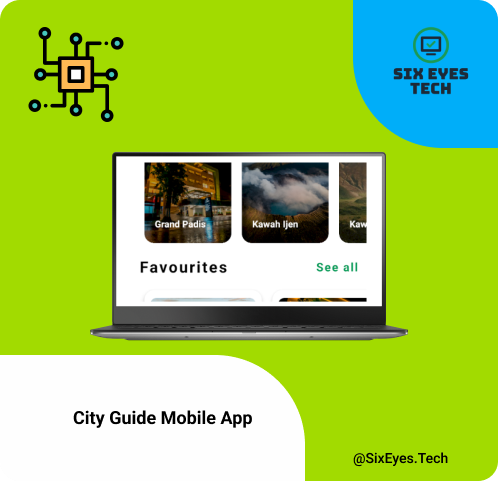 SIX EYES
TECH
Grand Padis
Kawah Ijen
Kaw
Favourites
See all
City Guide Mobile App
@SixEyes.Tech